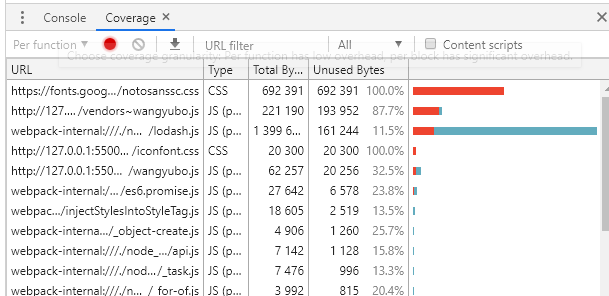 Console Coverage ×
Per function URL filter All Content scripts
Choose coverage granularity: Per function has low overhead, per block has significant overhead.
URL Type Total By... Unused Bytes
https://fonts.goog.../notosanssc.css CSS 692 391 692 391 100.0%
http://127.... /vendors~wangyubo.js JS (p... 221 190 193 952 87.7%
webpack-internal:///./n... /lodash.js JS (p... 1 399 6... 161 244 11.5%
http://127.0.0.1:5500... /iconfont.css CSS 20 300 20 300 100.0%
http://127.0.0.1:550... /wangyubo.js JS (p... 62 257 20 256 32.5%
webpack-internal:/... /es6.promise.js JS (p... 27 642 6 578 23.8%
webpac.../injectStylesIntoStyleTag.js JS (p... 18 605 2 519 13.5%
webpack-interna.../_object-create.js JS (p... 4 906 1 260 25.7%
webpack-internal:///./node_.../api.js JS (p... 7 142 1 128 15.8%
webpack-internal:///./nod.../_task.js JS (p... 7 476 996 13.3%
webpack-internal:///./n... /_for-of.js JS (p... 3 992 815 20.4%